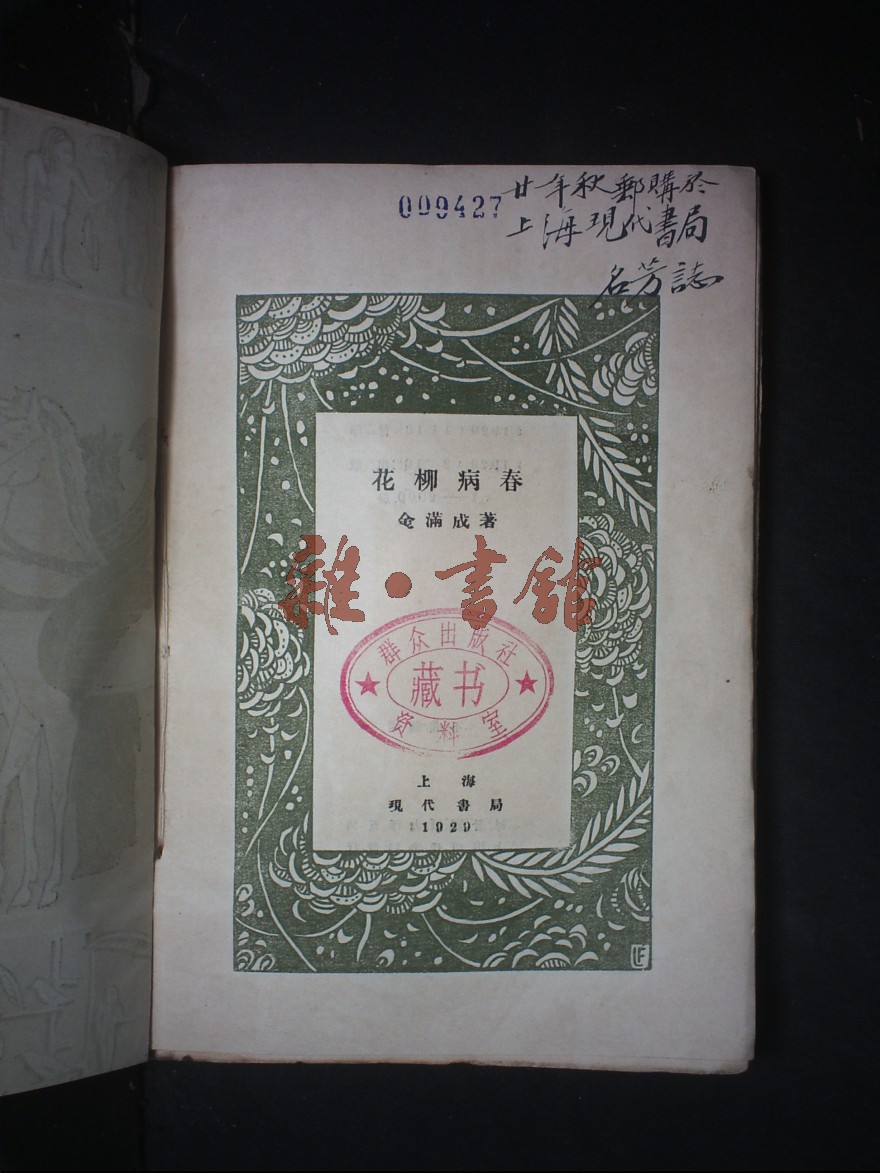 009427
廿年秋郵購於
上海現代書局
名芳誌
花柳病春
金滿成著
雜·書館
群众出版社
藏书
资料室
上海
現代書局
1929
LF